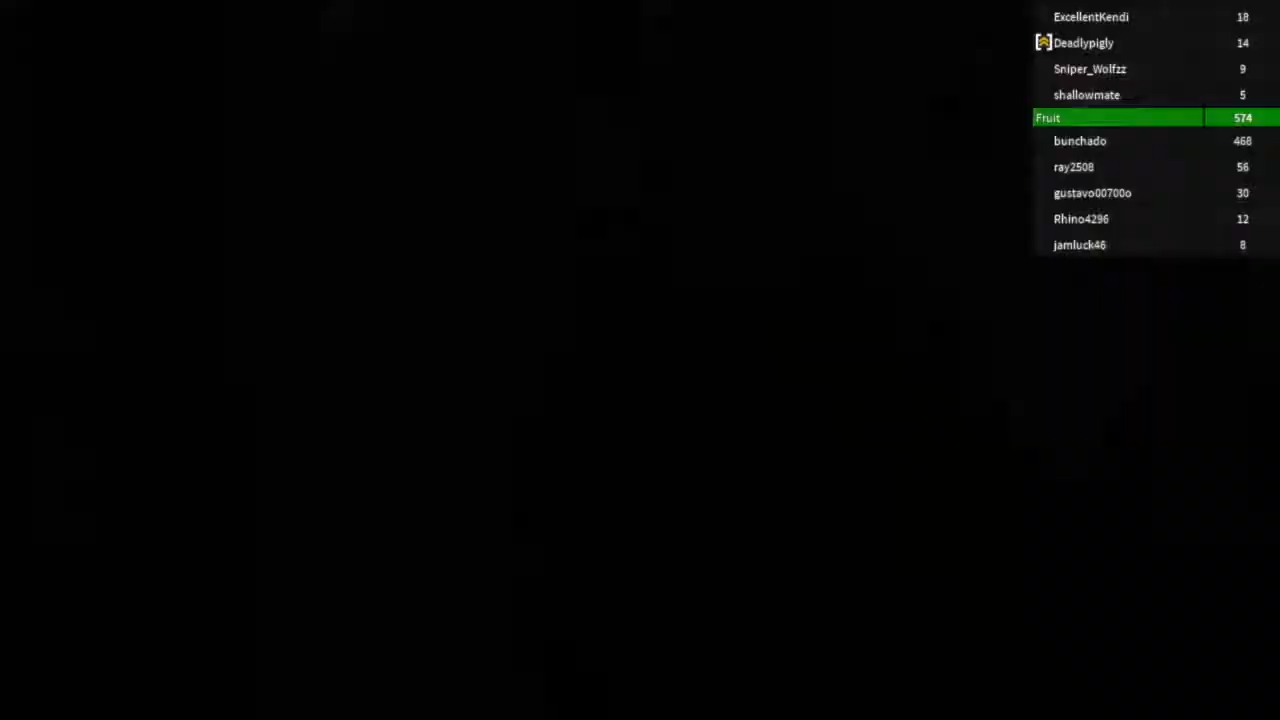 ExcellentKendi 18
Deadlypigly 14
Sniper_Wolfzz 9
shallowmate 5
Fruit 574
bunchado 468
ray2508 56
gustavo00700o 30
Rhino4296 12
jamluck46 8